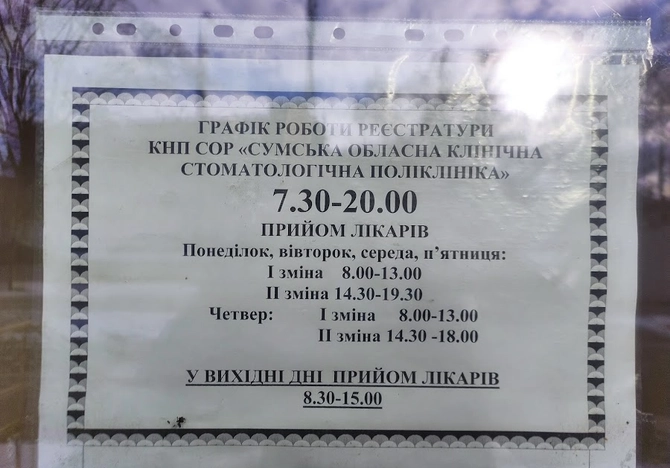 ГРАФІК РОБОТИ РЕЄСТРАТУРИ
КНП СОР «СУМСЬКА ОБЛАСНА КЛІНІЧНА
СТОМАТОЛОГІЧНА ПОЛІКЛІНІКА»
7.30-20.00
ПРИЙОМ ЛІКАРІВ
Понеділок, вівторок, середа, п’ятниця:
І зміна 8.00-13.00
ІІ зміна 14.30-19.30
Четвер: І зміна 8.00-13.00
ІІ зміна 14.30 -18.00
У ВИХІДНІ ДНІ ПРИЙОМ ЛІКАРІВ
8.30-15.00